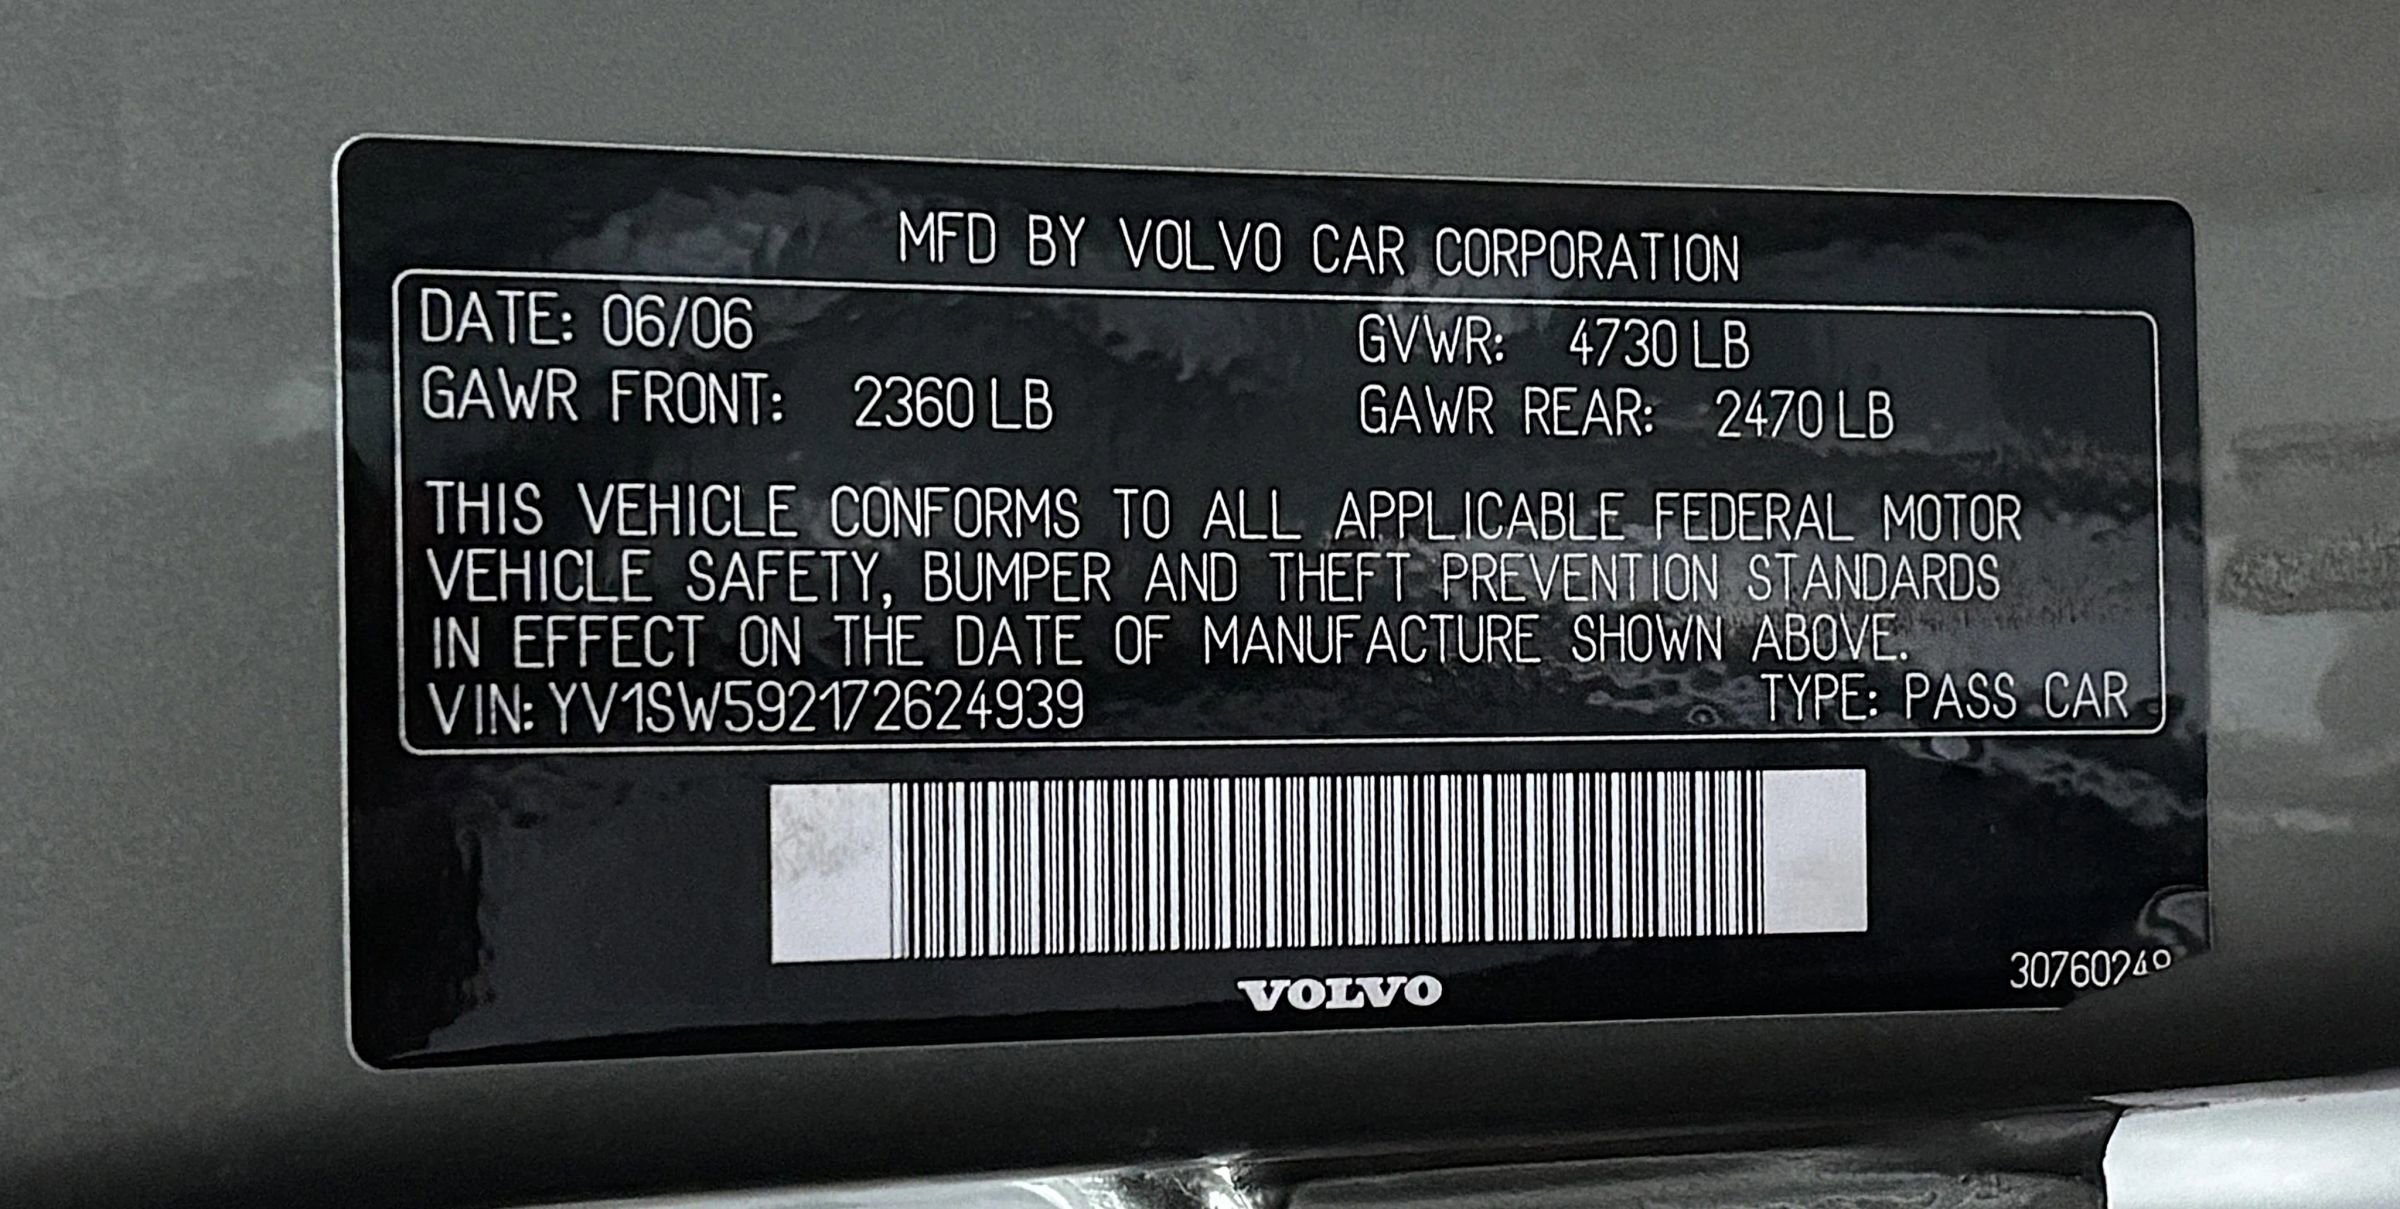 MFD BY VOLVO CAR CORPORATION
DATE: 06/06 GVWR: 4730 LB
GAWR FRONT: 2360 LB GAWR REAR: 2470 LB
THIS VEHICLE CONFORMS TO ALL APPLICABLE FEDERAL MOTOR
VEHICLE SAFETY, BUMPER AND THEFT PREVENTION STANDARDS
IN EFFECT ON THE DATE OF MANUFACTURE SHOWN ABOVE.
VIN: YV1SW592172624939 TYPE: PASS CAR
VOLVO